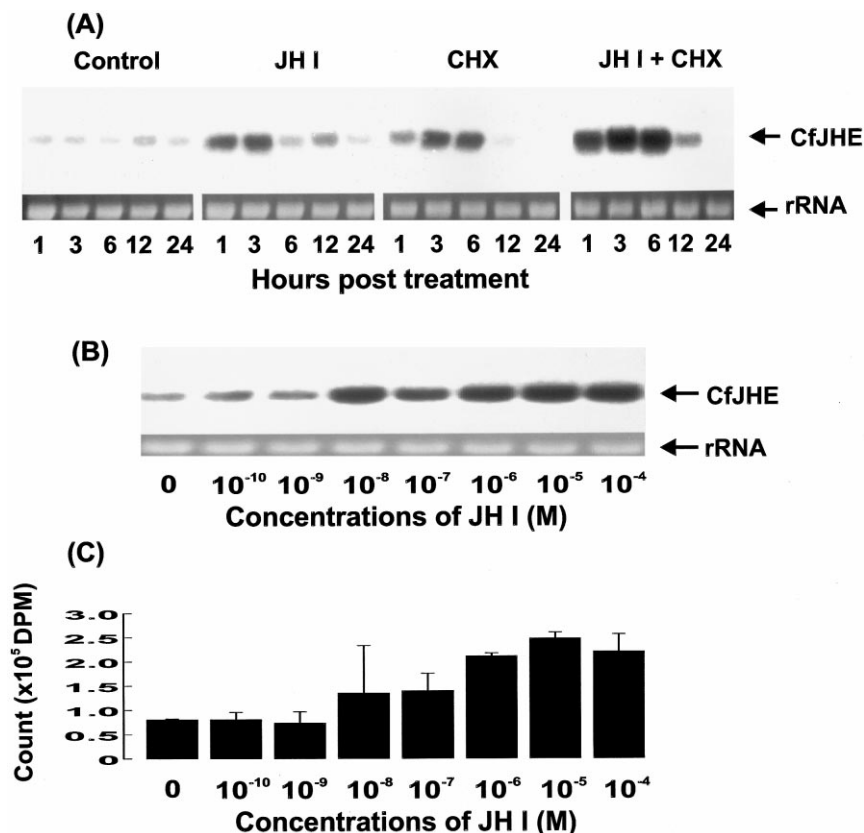 (A)
Control JH I CHX JH I + CHX
CfJHE
rRNA
1 3 6 12 24 1 3 6 12 24 1 3 6 12 24 1 3 6 12 24
Hours post treatment
(B)
CfJHE
rRNA
0 10⁻¹⁰ 10⁻⁹ 10⁻⁸ 10⁻⁷ 10⁻⁶ 10⁻⁵ 10⁻⁴
Concentrations of JH I (M)
(C)
Count (x10⁵ DPM)
3.0
2.5
2.0
1.5
1.0
0.5
0
0 10⁻¹⁰ 10⁻⁹ 10⁻⁸ 10⁻⁷ 10⁻⁶ 10⁻⁵ 10⁻⁴
Concentrations of JH I (M)